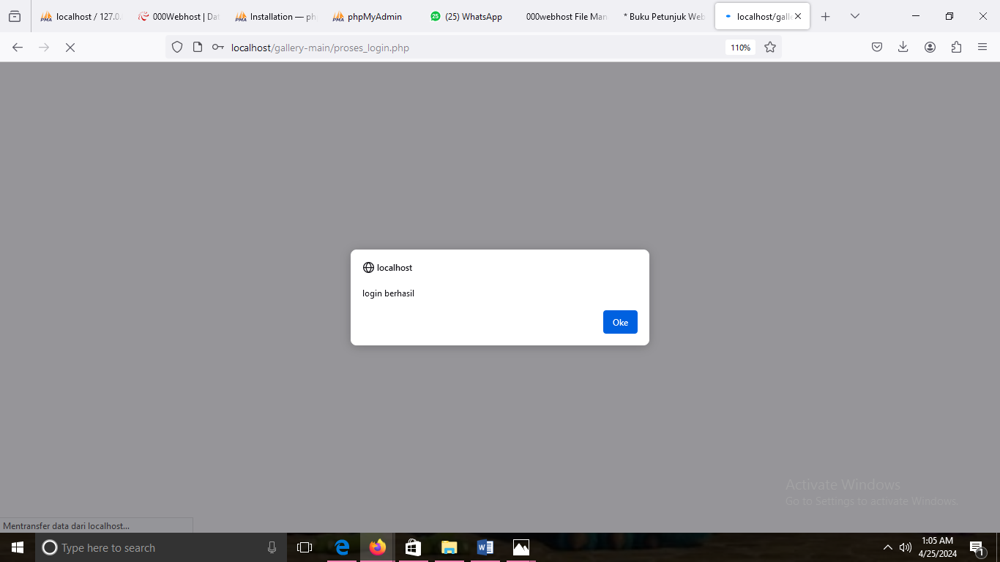 localhost / 127.0.
000Webhost | Dat
Installation — ph
phpMyAdmin
25
(25) WhatsApp
000webhost File Man
* Buku Petunjuk Web
localhost/galle
localhost/gallery-main/proses_login.php
110%
localhost
login berhasil
Oke
Activate Windows
Go to Settings to activate Windows.
Mentransfer data dari localhost...
Type here to search
1:05 AM
4/25/2024
1